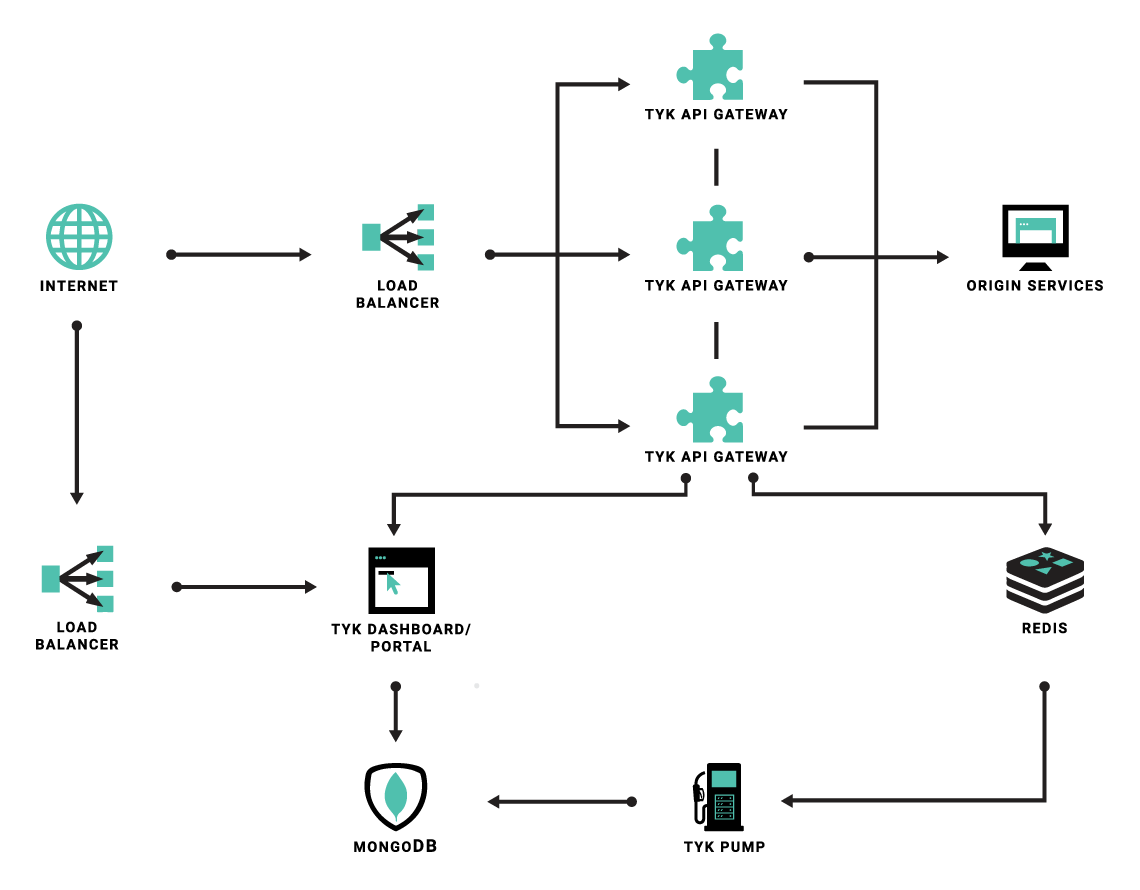 TYK API GATEWAY
INTERNET
LOAD
BALANCER
TYK API GATEWAY
ORIGIN SERVICES
TYK API GATEWAY
LOAD
BALANCER
TYK DASHBOARD/
PORTAL
REDIS
MONGODB
TYK PUMP